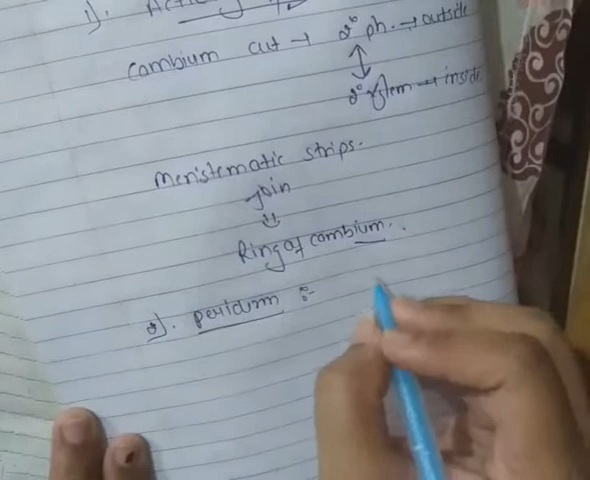 1).
Cambium cut → 2° ph. → outside
2° xylem → inside
Meristematic strips.
Join
Ring of cambium.
2). periderm :-